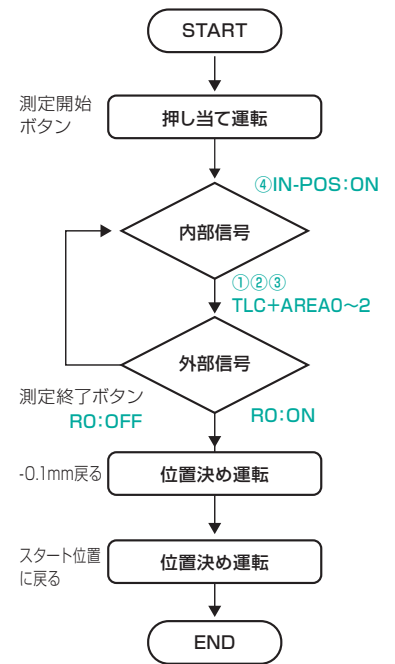 START
測定開始
ボタン
押し当て運転
④IN-POS：ON
内部信号
①②③
TLC+AREA0～2
外部信号
測定終了ボタン
R0：OFF
R0：ON
-0.1mm戻る
位置決め運転
スタート位置
に戻る
位置決め運転
END